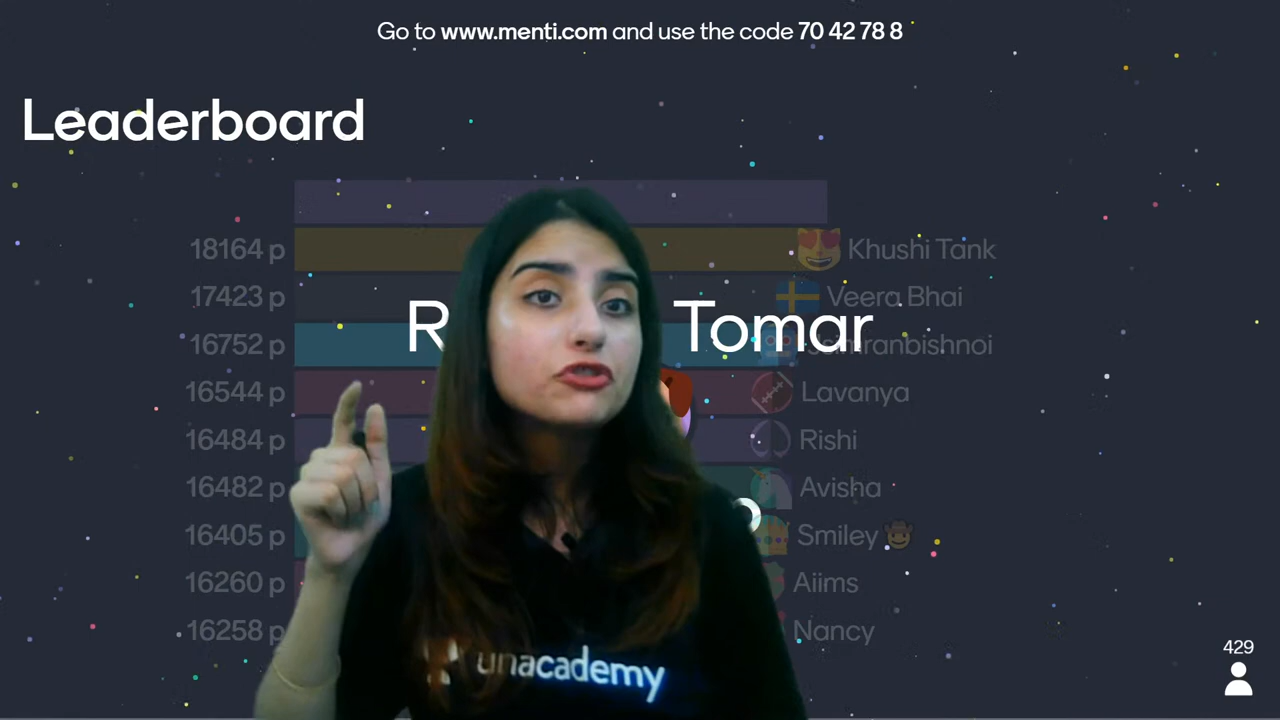 Go to www.menti.com and use the code 70 42 78 8
Leaderboard
18164 p Khushi Tank
17423 p Veera Bhai
Tomar
16752 p
16544 p Lavanya
16484 p Rishi
16482 p Avisha
16405 p Smiley 🤠
16260 p Aiims
16258 p Nancy
unacademy
429